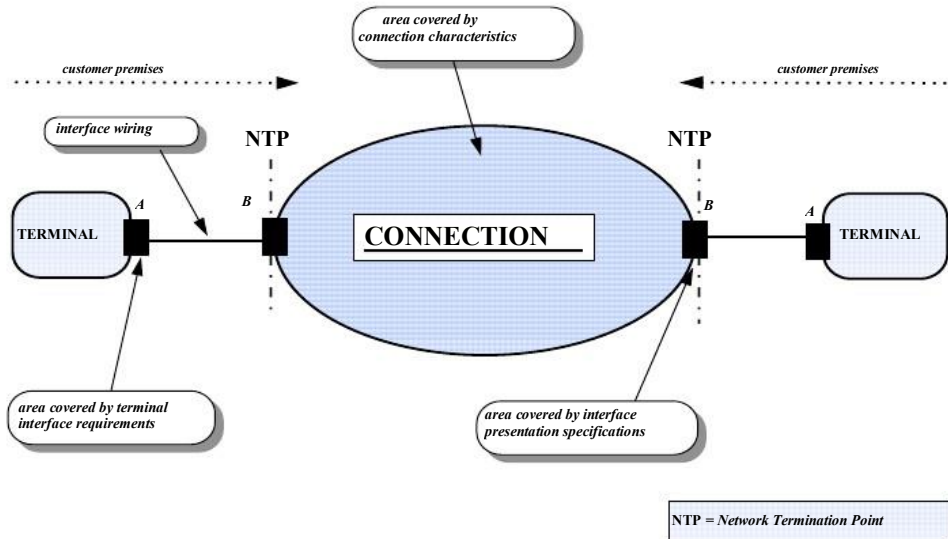 area covered by
connection characteristics
customer premises
customer premises
interface wiring
NTP
NTP
A
B
B
A
TERMINAL
CONNECTION
TERMINAL
area covered by terminal
interface requirements
area covered by interface
presentation specifications
NTP = Network Termination Point